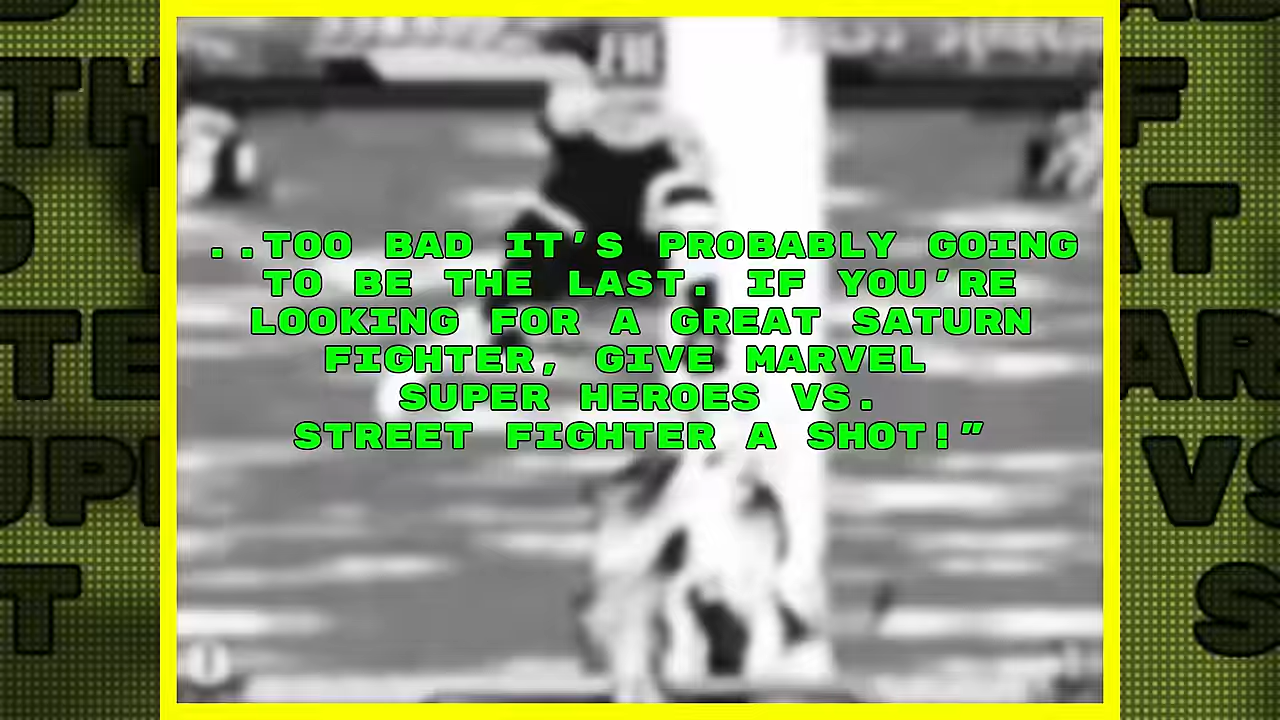 ..TOO BAD IT’S PROBABLY GOING
TO BE THE LAST. IF YOU’RE
LOOKING FOR A GREAT SATURN
FIGHTER, GIVE MARVEL
SUPER HEROES VS.
STREET FIGHTER A SHOT!”